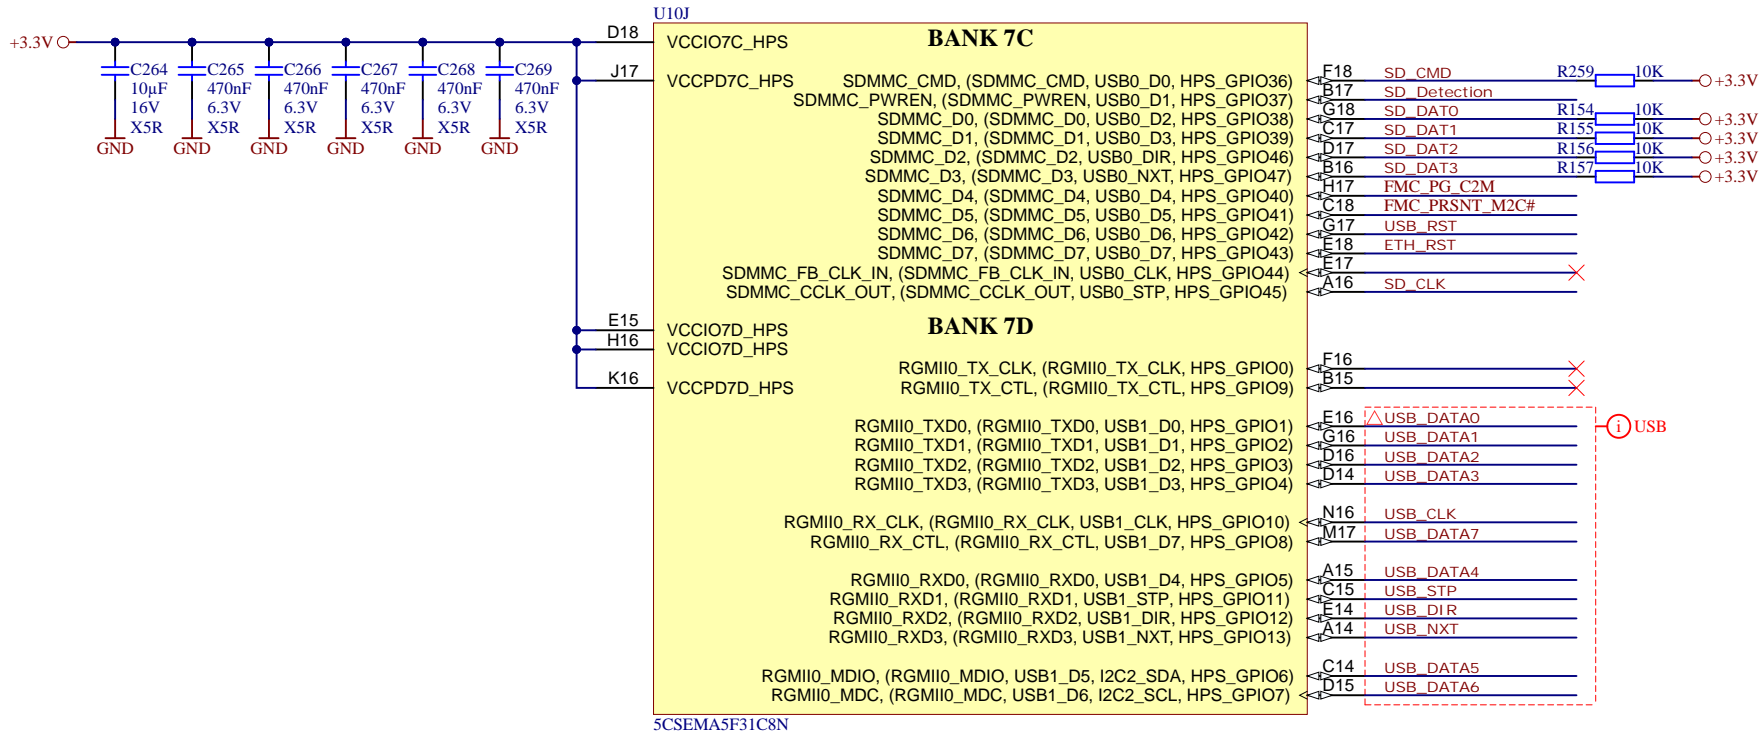 U10J
+3.3V
D18
VCCIO7C_HPS
BANK 7C
J17
VCCPD7C_HPS
C264
10µF
16V
X5R
GND
C265
470nF
6.3V
X5R
GND
C266
470nF
6.3V
X5R
GND
C267
470nF
6.3V
X5R
GND
C268
470nF
6.3V
X5R
GND
C269
470nF
6.3V
X5R
GND
SDMMC_CMD, (SDMMC_CMD, USB0_D0, HPS_GPIO36) F18 SD_CMD R259 10K +3.3V
SDMMC_PWREN, (SDMMC_PWREN, USB0_D1, HPS_GPIO37) B17 SD_Detection
SDMMC_D0, (SDMMC_D0, USB0_D2, HPS_GPIO38) G18 SD_DAT0 R154 10K +3.3V
SDMMC_D1, (SDMMC_D1, USB0_D3, HPS_GPIO39) C17 SD_DAT1 R155 10K +3.3V
SDMMC_D2, (SDMMC_D2, USB0_DIR, HPS_GPIO46) D17 SD_DAT2 R156 10K +3.3V
SDMMC_D3, (SDMMC_D3, USB0_NXT, HPS_GPIO47) B16 SD_DAT3 R157 10K +3.3V
SDMMC_D4, (SDMMC_D4, USB0_D4, HPS_GPIO40) H17 FMC_PG_C2M
SDMMC_D5, (SDMMC_D5, USB0_D5, HPS_GPIO41) C18 FMC_PRSNT_M2C#
SDMMC_D6, (SDMMC_D6, USB0_D6, HPS_GPIO42) G17 USB_RST
SDMMC_D7, (SDMMC_D7, USB0_D7, HPS_GPIO43) E18 ETH_RST
SDMMC_FB_CLK_IN, (SDMMC_FB_CLK_IN, USB0_CLK, HPS_GPIO44) E17
SDMMC_CCLK_OUT, (SDMMC_CCLK_OUT, USB0_STP, HPS_GPIO45) A16 SD_CLK
E15
VCCIO7D_HPS
BANK 7D
H16
VCCIO7D_HPS
K16
VCCPD7D_HPS
RGMII0_TX_CLK, (RGMII0_TX_CLK, HPS_GPIO0) F16
RGMII0_TX_CTL, (RGMII0_TX_CTL, HPS_GPIO9) B15
RGMII0_TXD0, (RGMII0_TXD0, USB1_D0, HPS_GPIO1) E16 USB_DATA0
i USB
RGMII0_TXD1, (RGMII0_TXD1, USB1_D1, HPS_GPIO2) G16 USB_DATA1
RGMII0_TXD2, (RGMII0_TXD2, USB1_D2, HPS_GPIO3) D16 USB_DATA2
RGMII0_TXD3, (RGMII0_TXD3, USB1_D3, HPS_GPIO4) D14 USB_DATA3
RGMII0_RX_CLK, (RGMII0_RX_CLK, USB1_CLK, HPS_GPIO10) N16 USB_CLK
RGMII0_RX_CTL, (RGMII0_RX_CTL, USB1_D7, HPS_GPIO8) M17 USB_DATA7
RGMII0_RXD0, (RGMII0_RXD0, USB1_D4, HPS_GPIO5) A15 USB_DATA4
RGMII0_RXD1, (RGMII0_RXD1, USB1_STP, HPS_GPIO11) C15 USB_STP
RGMII0_RXD2, (RGMII0_RXD2, USB1_DIR, HPS_GPIO12) E14 USB_DIR
RGMII0_RXD3, (RGMII0_RXD3, USB1_NXT, HPS_GPIO13) A14 USB_NXT
RGMII0_MDIO, (RGMII0_MDIO, USB1_D5, I2C2_SDA, HPS_GPIO6) C14 USB_DATA5
RGMII0_MDC, (RGMII0_MDC, USB1_D6, I2C2_SCL, HPS_GPIO7) D15 USB_DATA6
5CSEMA5F31C8N